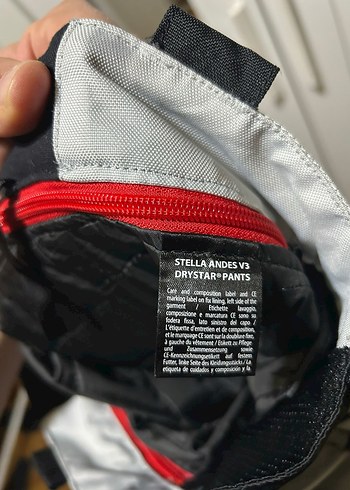 STELLA ANDES V3
DRYSTAR® PANTS
Care and composition label and CE
marking label on fix lining, left side of the
garment / Etichette lavaggio,
composizione e marcatura CE sono su
fodera fissa, lato sinistro del capo /
L'étiquette d'entretien et de composition,
et le marquage CE sont sur la doublure fixe,
à gauche du vêtement / Etikett zu Pflege-
und Zusammensetzung sowie
CE-Kennzeichnungsetikett auf festem
Futter, linke Seite des Kleidungsstücks / La
etiqueta de cuidados y composición y la